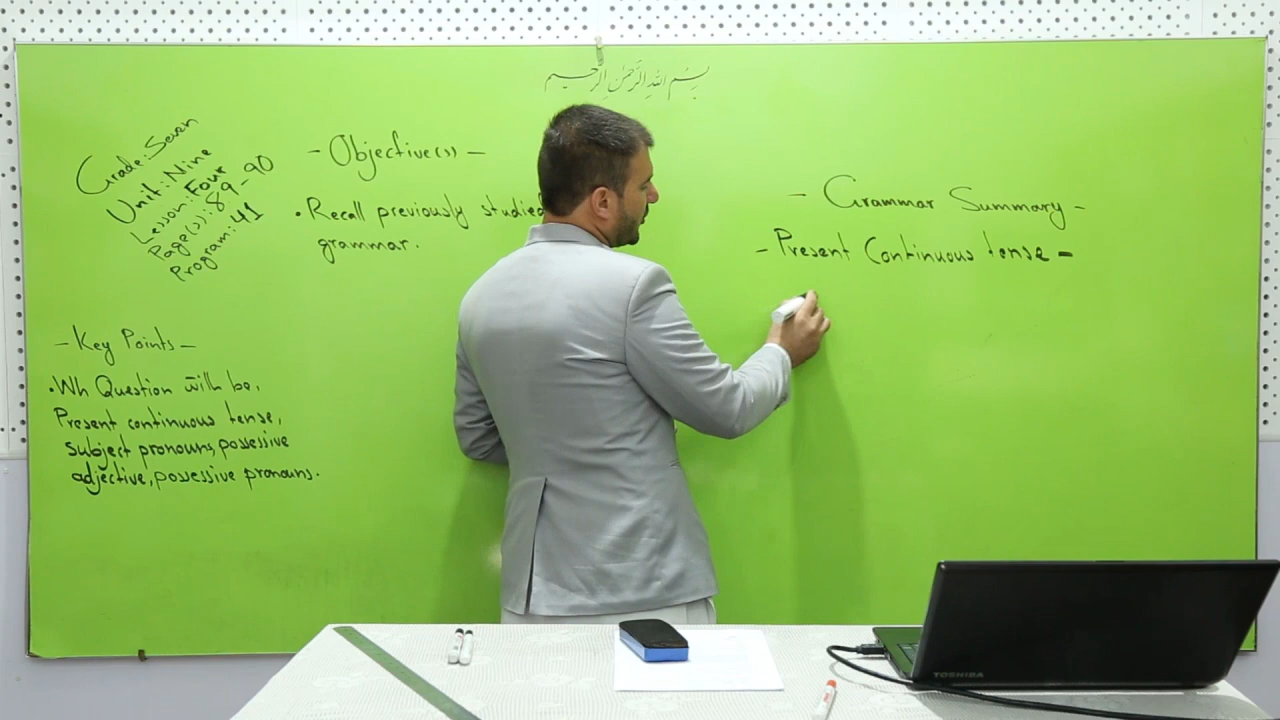 بسم الله الرحمن الرحيم
Grade: Seven
Unit: Nine
Lesson: Four
Page(s): 89-90
Program: 41
- Objective(s) -
• Recall previously studied
grammar.
- Key Points -
• Wh Question with be,
Present continuous tense,
subject pronouns, possessive
adjective, possessive pronouns.
- Grammar Summary -
- Present Continuous tense -
TOSHIBA